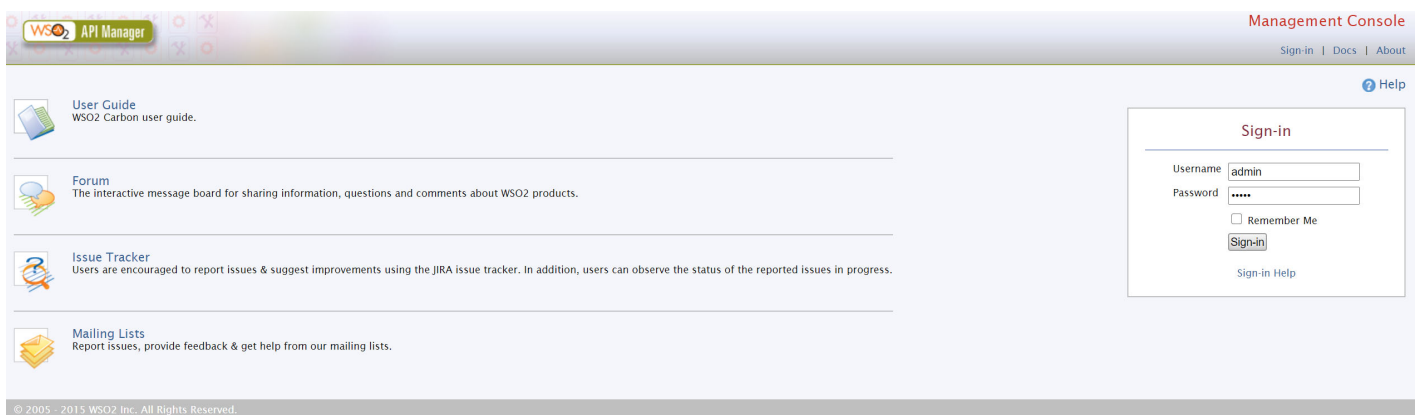 WSO2 API Manager
Management Console
Sign-in | Docs | About
Help
User Guide
WSO2 Carbon user guide.
Forum
The interactive message board for sharing information, questions and comments about WSO2 products.
Issue Tracker
Users are encouraged to report issues & suggest improvements using the JIRA issue tracker. In addition, users can observe the status of the reported issues in progress.
Mailing Lists
Report issues, provide feedback & get help from our mailing lists.
Sign-in
Username admin
Password •••••
Remember Me
Sign-in
Sign-in Help
© 2005 - 2015 WSO2 Inc. All Rights Reserved.